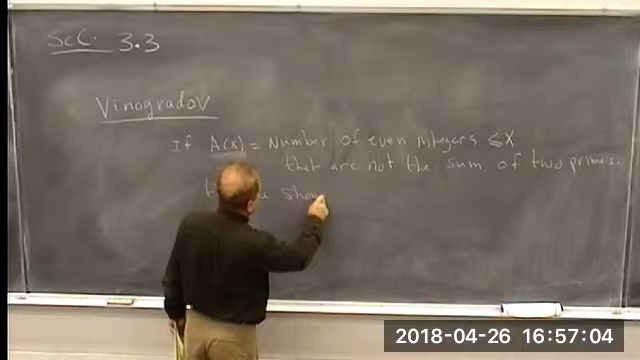 Sec. 3.3
Vinogradov
If A(x) = Number of even integers ≤ X
that are not the sum of two primes.
show
2018-04-26 16:57:04